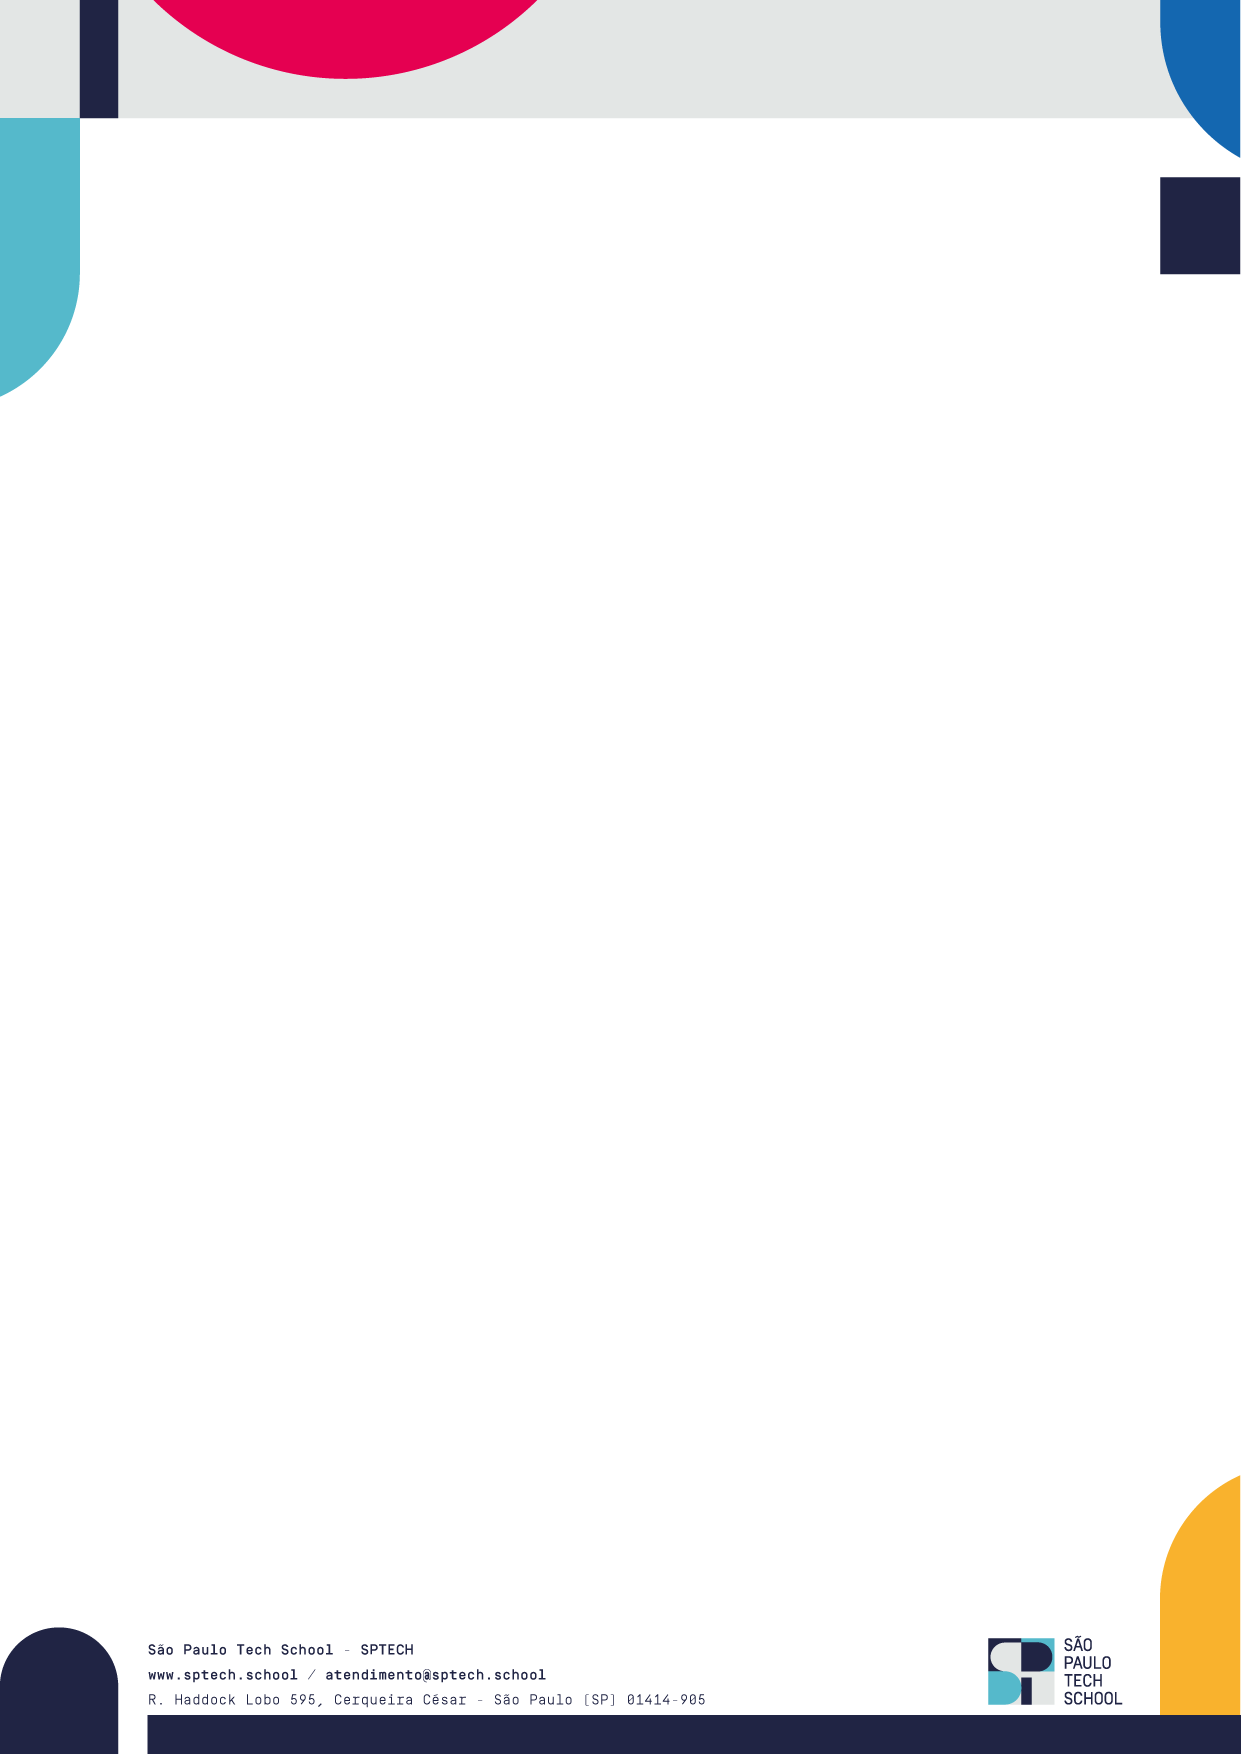 São Paulo Tech School - SPTECH
www.sptech.school / atendimento@sptech.school
R. Haddock Lobo 595, Cerqueira César - São Paulo [SP] 01414-905
SÃO
PAULO
TECH
SCHOOL